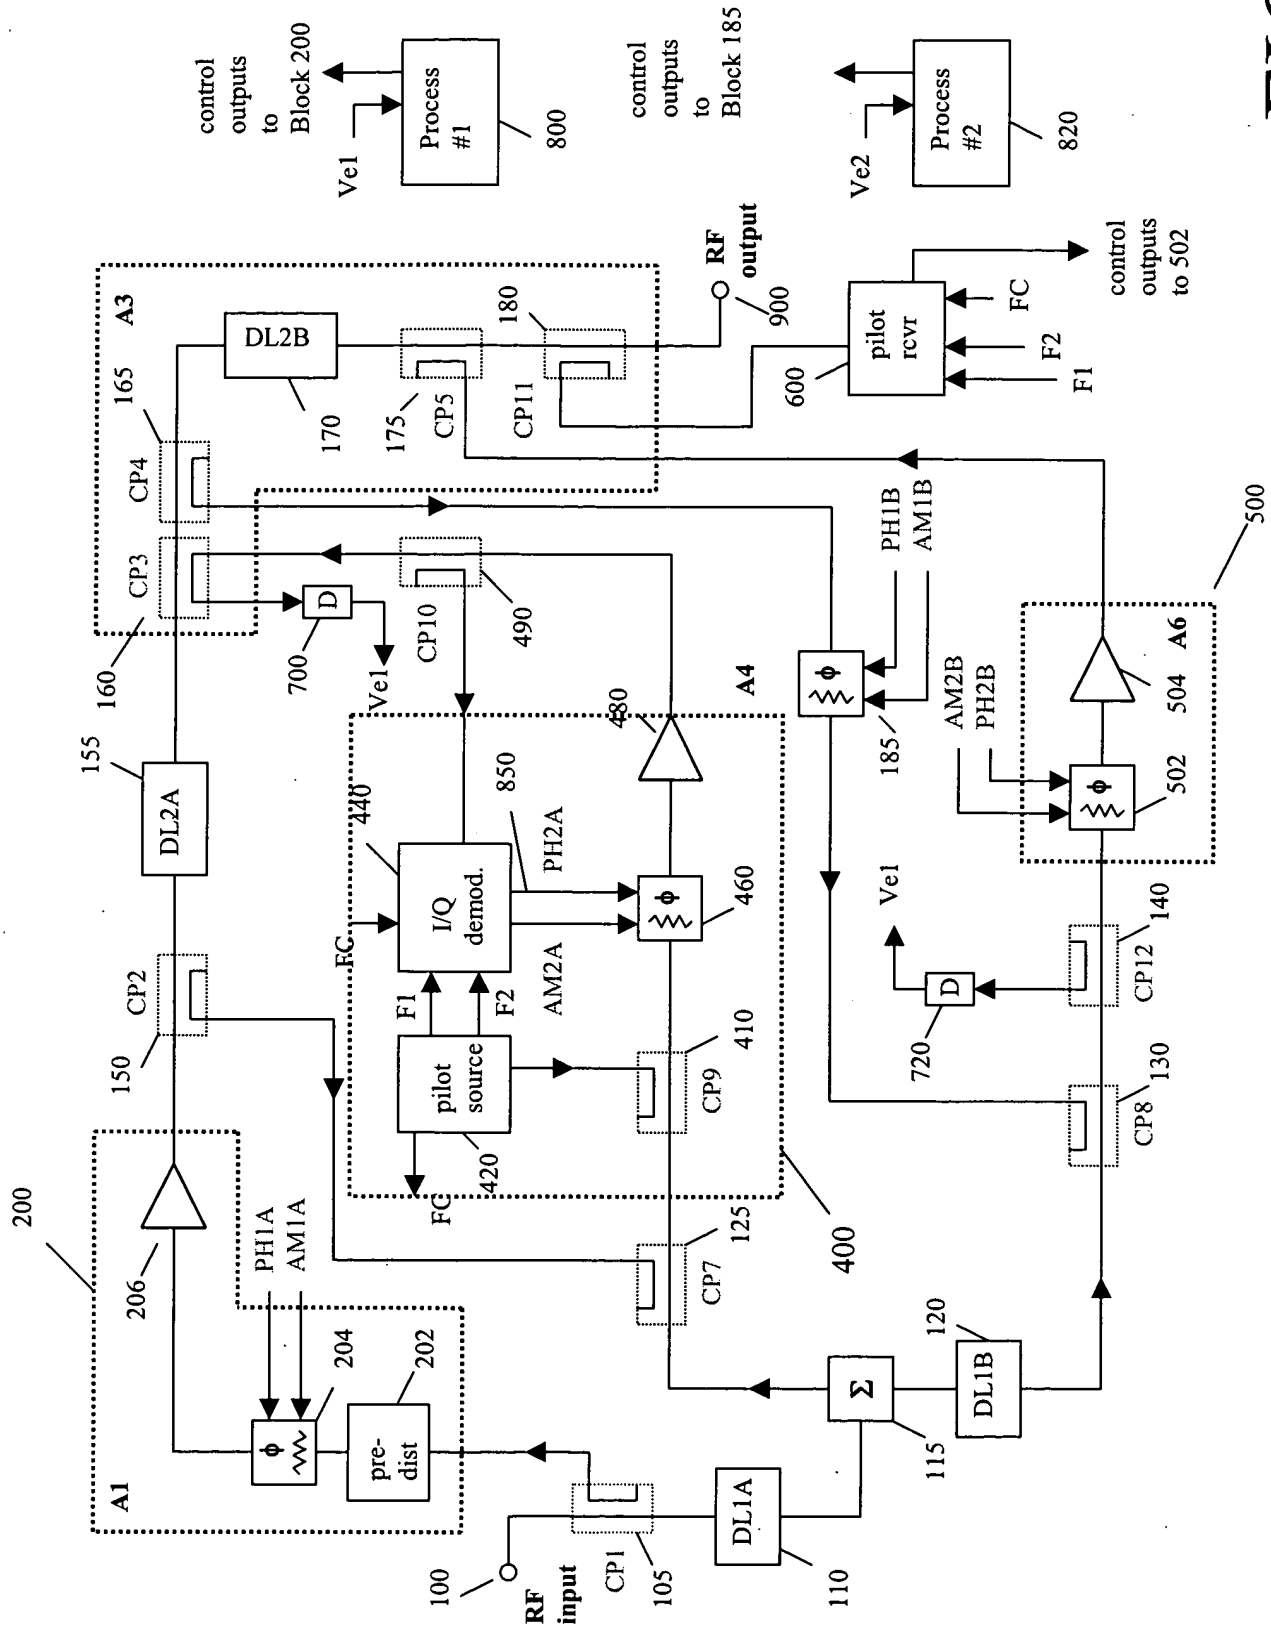 200
A1
206
PH1A
AM1A
204
pre-
dist
202
100
RF
input
CP1
105
DL1A
110
Σ
115
DL1B
120
150
CP2
155
DL2A
160
CP3
CP4
165
A3
DL2B
170
175
CP5
CP11
180
RF
output
900
D
700
Ve1
CP10
490
440
FC
I/Q
demod.
F1
F2
850
PH2A
AM2A
pilot
source
420
FC
CP9
410
ϕ
460
480
A4
400
CP7
125
ϕ
185
PH1B
AM1B
Ve1
D
720
CP8
130
CP12
140
AM2B
PH2B
ϕ
502
504
A6
500
pilot
rcvr
600
F1
F2
FC
control
outputs
to 502
control
outputs
to
Block 200
Ve1
Process
#1
800
control
outputs
to
Block 185
Ve2
Process
#2
820
ϕ